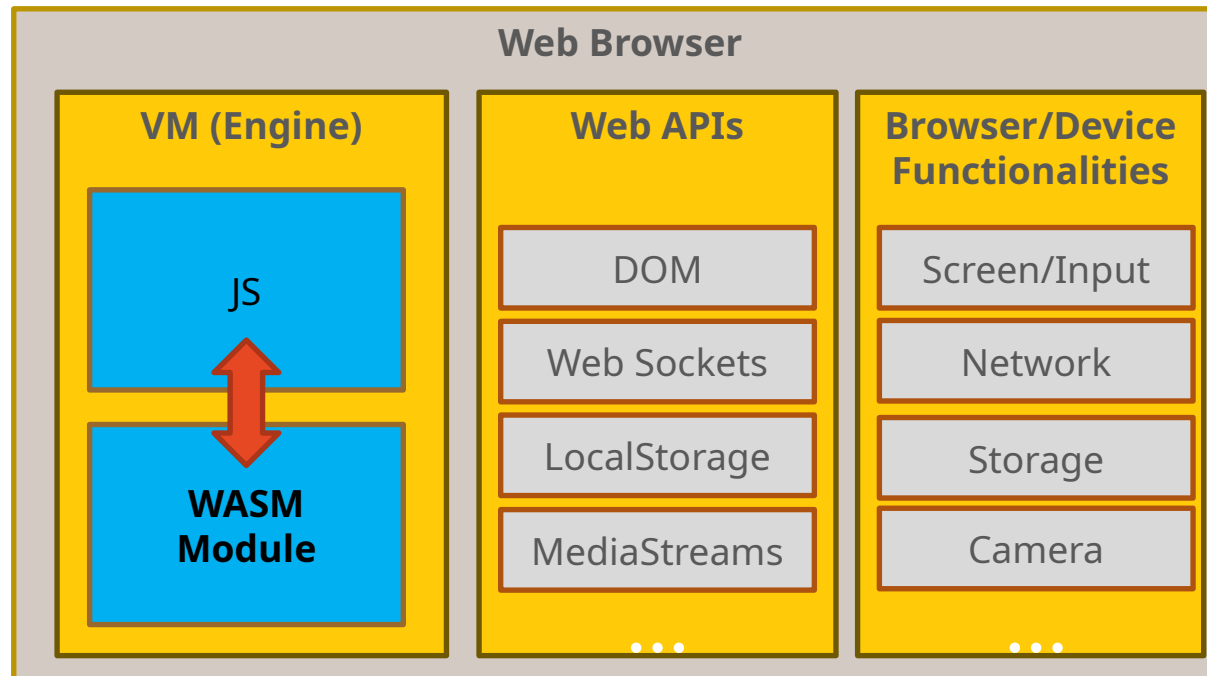 Web Browser
VM (Engine)
JS
WASM
Module
Web APIs
DOM
Web Sockets
LocalStorage
MediaStreams
...
Browser/Device
Functionalities
Screen/Input
Network
Storage
Camera
...